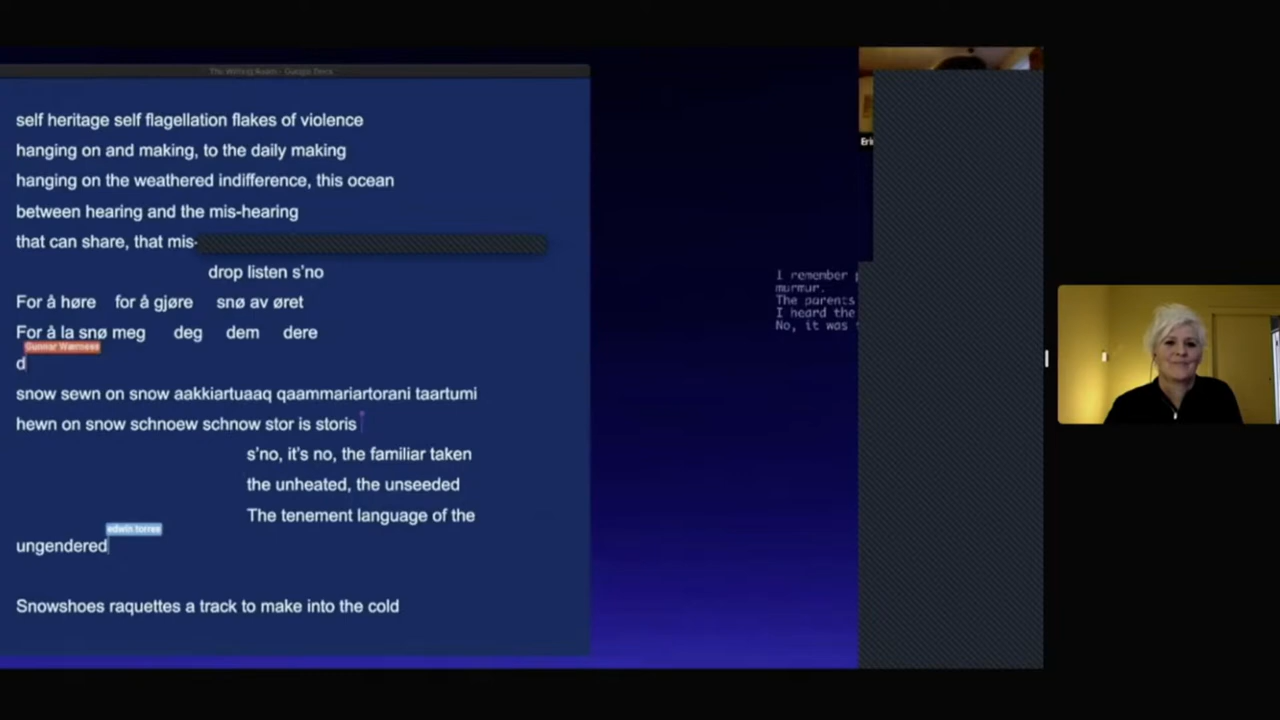 The Writing Room - Google Docs
self heritage self flagellation flakes of violence
hanging on and making, to the daily making
hanging on the weathered indifference, this ocean
between hearing and the mis-hearing
that can share, that mis-
drop listen s'no
For å høre for å gjøre snø av øret
For å la snø meg deg dem dere
Gunnar Wærness
d
snow sewn on snow aakkiartuaaq qaammariartorani taartumi
hewn on snow schnoew schnow stor is storis
s'no, it's no, the familiar taken
the unheated, the unseeded
The tenement language of the
edwin torres
ungendered
Snowshoes raquettes a track to make into the cold
I remember
murmur.
The parents
I heard the
No, it was